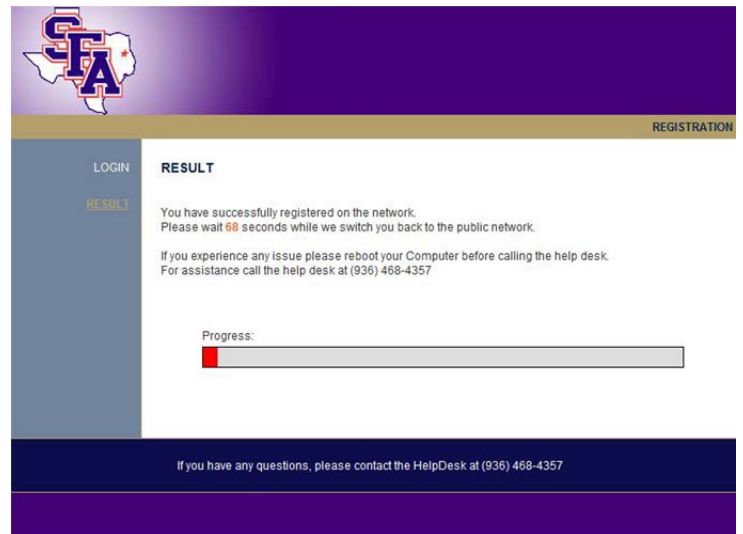 SFA
REGISTRATION
LOGIN
RESULT
RESULT
You have successfully registered on the network.
Please wait 68 seconds while we switch you back to the public network.
If you experience any issue please reboot your Computer before calling the help desk.
For assistance call the help desk at (936) 468-4357
Progress:
If you have any questions, please contact the HelpDesk at (936) 468-4357